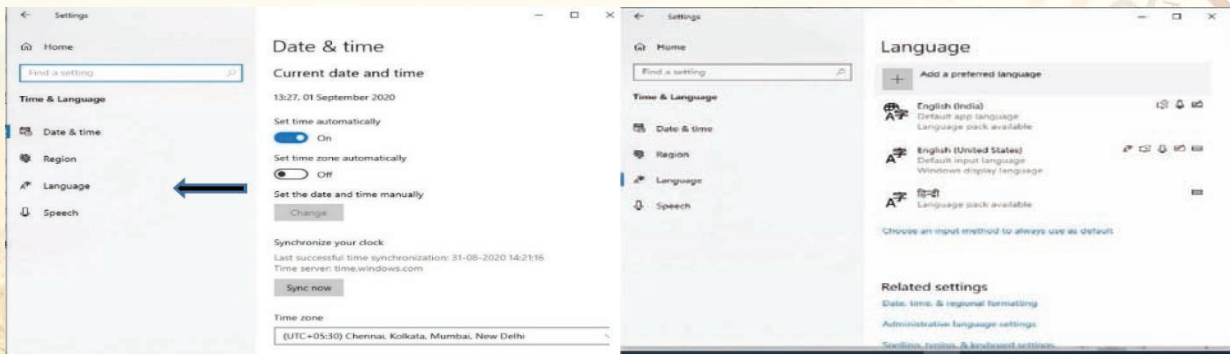 Settings
Home
Find a setting
Time & Language
Date & time
Region
Language
Speech
Date & time
Current date and time
13:27, 01 September 2020
Set time automatically
On
Set time zone automatically
Off
Set the date and time manually
Change
Synchronize your clock
Last successful time synchronization: 31-08-2020 14:21:16
Time server: time.windows.com
Sync now
Time zone
(UTC+05:30) Chennai, Kolkata, Mumbai, New Delhi
Settings
Home
Find a setting
Time & Language
Date & time
Region
Language
Speech
Language
Add a preferred language
English (India)
Default app language
Language pack available
English (United States)
Default input language
Windows display language
हिन्दी
Language pack available
Choose an input method to always use as default
Related settings
Date, time, & regional formatting
Administrative language settings
Spelling, typing, & keyboard settings